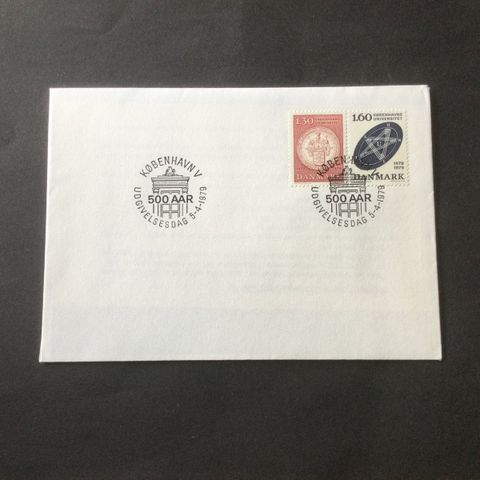 1.30
DANMARK
1.60 KØBENHAVNS
UNIVERSITET
1479
1979
DANMARK
KØBENHAVN V
500 AAR
UDGIVELSESDAG 5-4-1979
KØBENHAVN V
500 AAR
UDGIVELSESDAG 5-4-1979